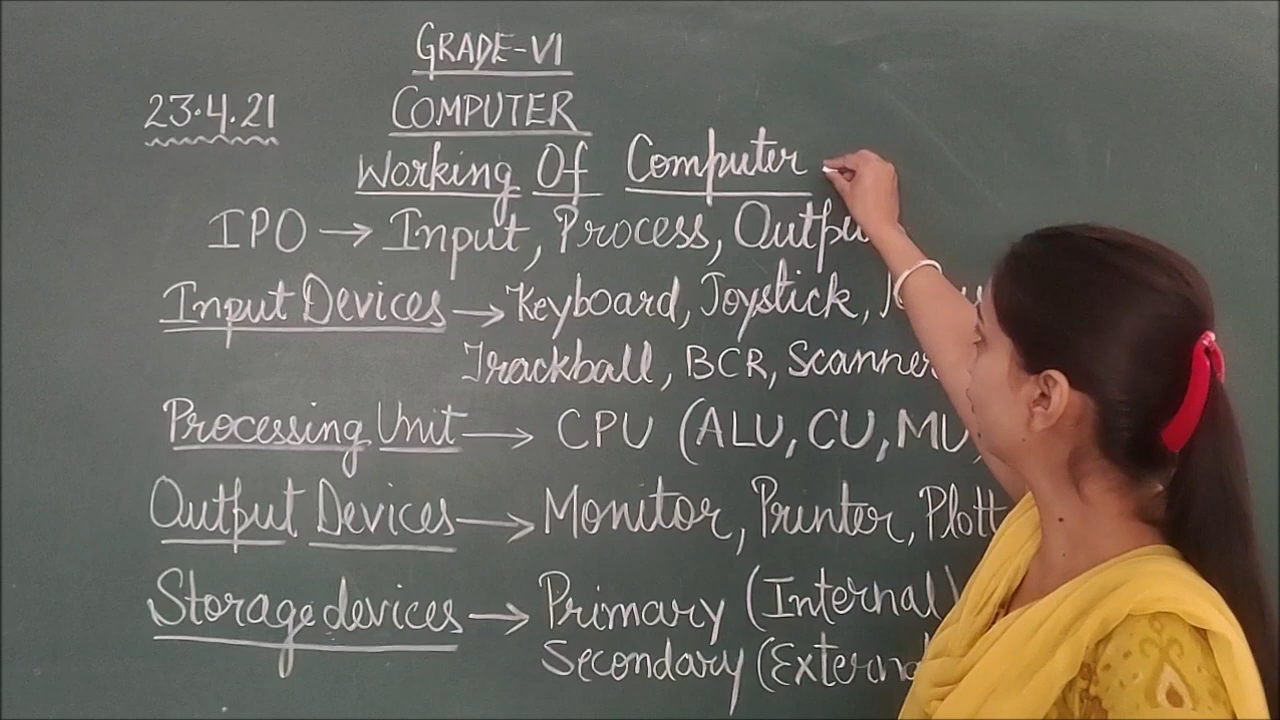 GRADE-VI
23.4.21 COMPUTER
Working Of Computer
IPO → Input, Process, Outpu
Input Devices → Keyboard, Joystick,
Trackball, BCR, Scanner
Processing Unit → CPU (ALU, CU, MU
Output Devices → Monitor, Printer, Plott
Storage devices → Primary (Internal)
Secondary (Externa